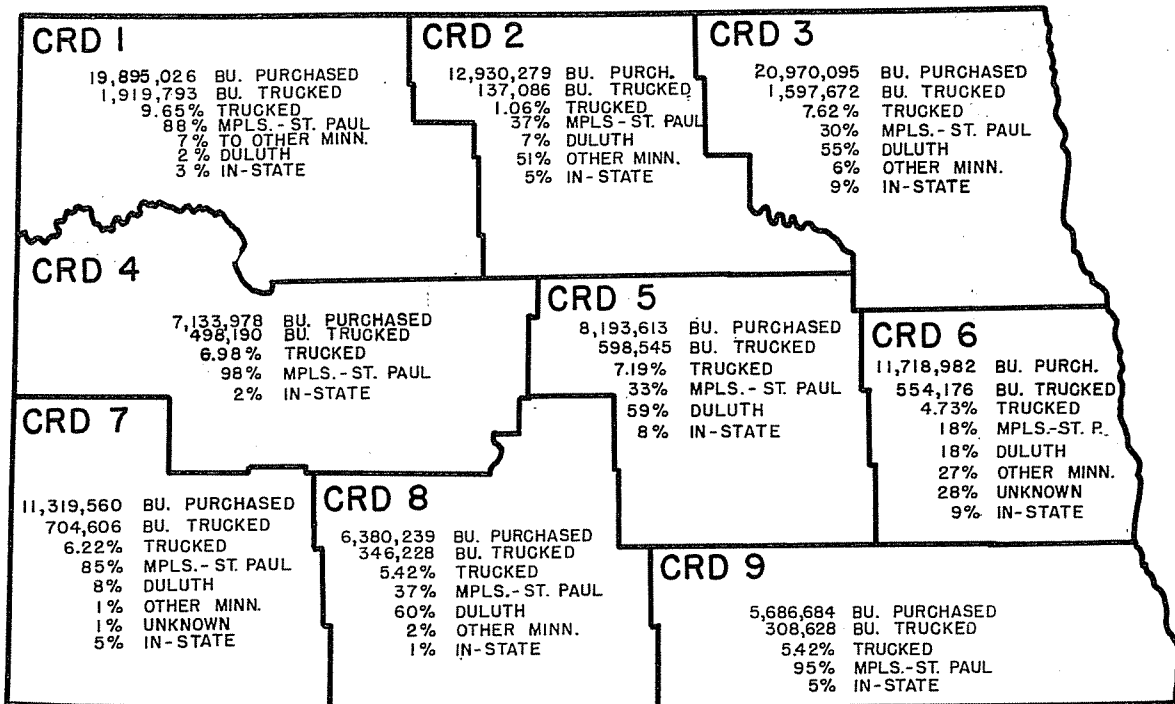 CRD 1
19,895,026 BU. PURCHASED
1,919,793 BU. TRUCKED
9.65% TRUCKED
88% MPLS.-ST. PAUL
7% TO OTHER MINN.
2% DULUTH
3% IN-STATE
CRD 2
12,930,279 BU. PURCH.
137,086 BU. TRUCKED
1.06% TRUCKED
37% MPLS.-ST. PAUL
7% DULUTH
51% OTHER MINN.
5% IN-STATE
CRD 3
20,970,095 BU. PURCHASED
1,597,672 BU. TRUCKED
7.62% TRUCKED
30% MPLS.-ST. PAUL
55% DULUTH
6% OTHER MINN.
9% IN-STATE
CRD 4
7,133,978 BU. PURCHASED
498,190 BU. TRUCKED
6.98% TRUCKED
98% MPLS.-ST. PAUL
2% IN-STATE
CRD 5
8,193,613 BU. PURCHASED
598,545 BU. TRUCKED
7.19% TRUCKED
33% MPLS.-ST. PAUL
59% DULUTH
8% IN-STATE
CRD 6
11,718,982 BU. PURCH.
554,176 BU. TRUCKED
4.73% TRUCKED
18% MPLS.-ST. P.
18% DULUTH
27% OTHER MINN.
28% UNKNOWN
9% IN-STATE
CRD 7
11,319,560 BU. PURCHASED
704,606 BU. TRUCKED
6.22% TRUCKED
85% MPLS.-ST. PAUL
8% DULUTH
1% OTHER MINN.
1% UNKNOWN
5% IN-STATE
CRD 8
6,380,239 BU. PURCHASED
346,228 BU. TRUCKED
5.42% TRUCKED
37% MPLS.-ST. PAUL
60% DULUTH
2% OTHER MINN.
1% IN-STATE
CRD 9
5,686,684 BU. PURCHASED
308,628 BU. TRUCKED
5.42% TRUCKED
95% MPLS.-ST. PAUL
5% IN-STATE